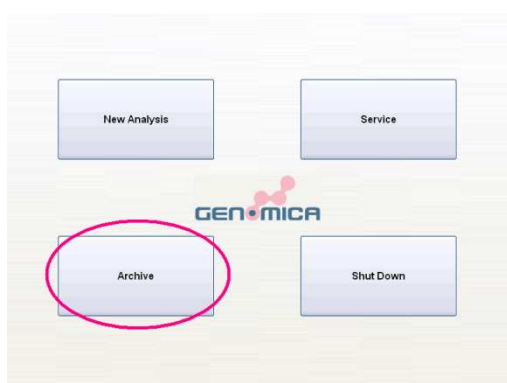 New Analysis
Service
GENOMICA
Archive
Shut Down